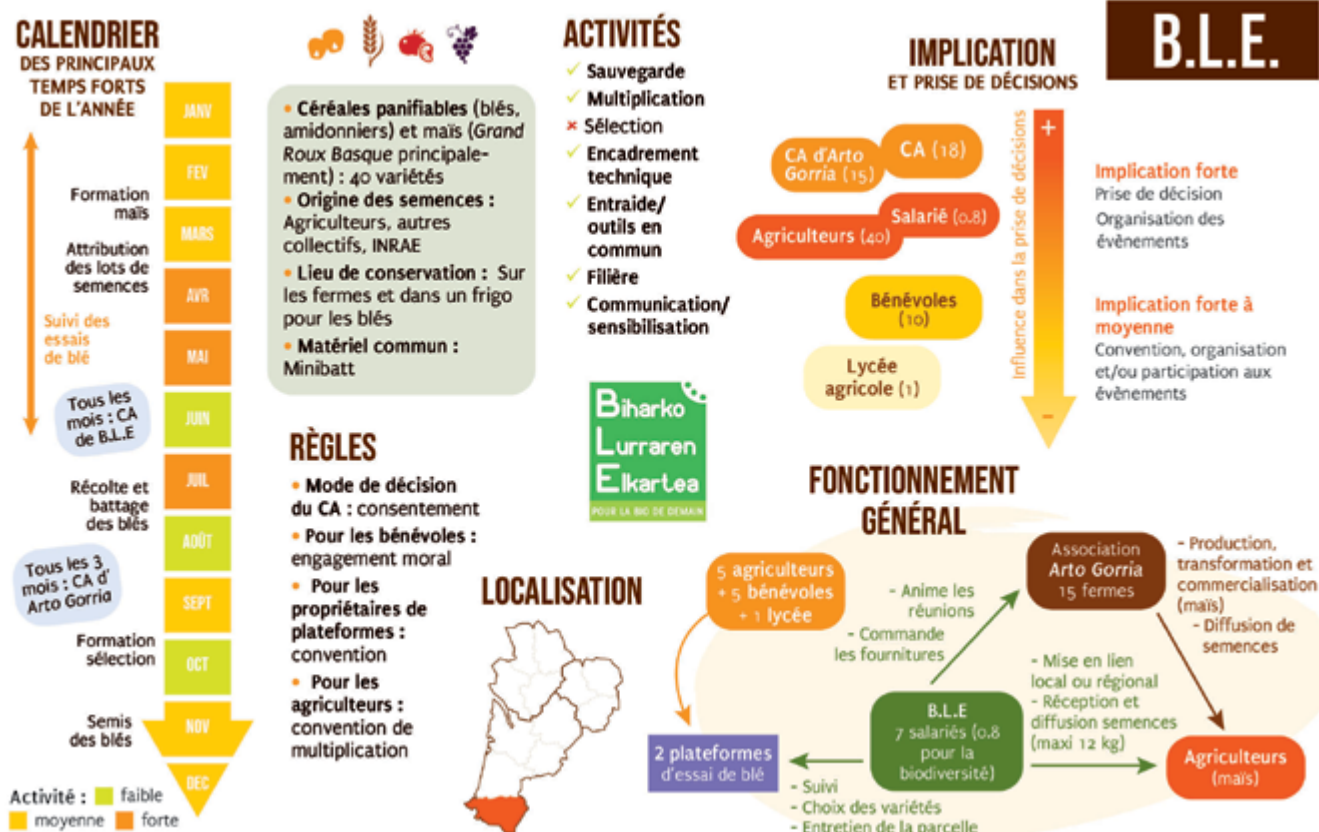 CALENDRIER
DES PRINCIPAUX
TEMPS FORTS
DE L'ANNÉE
JANV
FEV
MARS
AVR
MAI
JUIN
JUIL
AOÛT
SEPT
OCT
NOV
DEC
Formation
maïs
Attribution
des lots de
semences
Suivi des
essais
de blé
Tous les
mois : CA
de B.L.E
Récolte et
battage
des blés
Tous les 3
mois : CA d'
Arto Gorria
Formation
sélection
Semis
des blés
Activité : faible
moyenne forte
• Céréales panifiables (blés,
amidonniers) et maïs (Grand
Roux Basque principale-
ment) : 40 variétés
• Origine des semences :
Agriculteurs, autres
collectifs, INRAE
• Lieu de conservation : Sur
les fermes et dans un frigo
pour les blés
• Matériel commun :
Minibatt
RÈGLES
• Mode de décision
du CA : consentement
• Pour les bénévoles :
engagement moral
• Pour les
propriétaires de
plateformes :
convention
• Pour les
agriculteurs :
convention de
multiplication
ACTIVITÉS
✓ Sauvegarde
✓ Multiplication
× Sélection
✓ Encadrement
technique
✓ Entraide/
outils en
commun
✓ Filière
✓ Communication/
sensibilisation
Biharko
Lurraren
Elkartea
POUR LA BIO DE DEMAIN
LOCALISATION
B.L.E.
IMPLICATION
ET PRISE DE DÉCISIONS
CA d'Arto
Gorria (15)
CA (18)
Salarié (0.8)
Agriculteurs (40)
Bénévoles
(10)
Lycée
agricole (1)
Influence dans la prise de décisions
+
-
Implication forte
Prise de décision
Organisation des
évènements
Implication forte à
moyenne
Convention, organisation
et/ou participation aux
évènements
FONCTIONNEMENT
GÉNÉRAL
5 agriculteurs
+ 5 bénévoles
+ 1 lycée
- Anime les
réunions
- Commande
les fournitures
Association
Arto Gorria
15 fermes
- Production,
transformation et
commercialisation
(maïs)
- Diffusion de
semences
- Mise en lien
local ou régional
- Réception et
diffusion semences
(maxi 12 kg)
B.L.E
7 salariés (0.8
pour la
biodiversité)
2 plateformes
d'essai de blé
Agriculteurs
(maïs)
- Suivi
- Choix des variétés
- Entretien de la parcelle